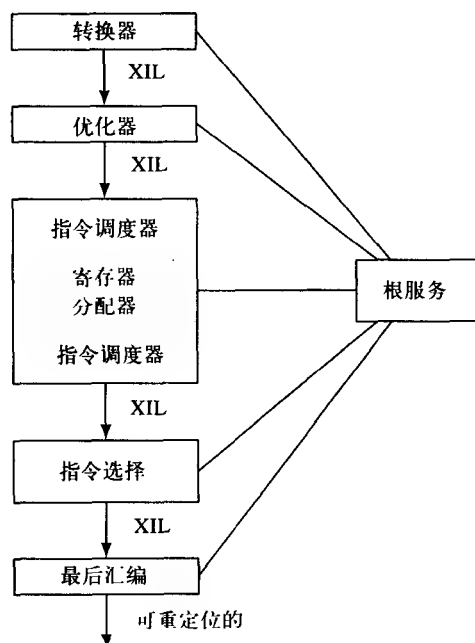 转换器
XIL
优化器
XIL
指令调度器
寄存器
分配器
指令调度器
根服务
XIL
指令选择
XIL
最后汇编
可重定位的